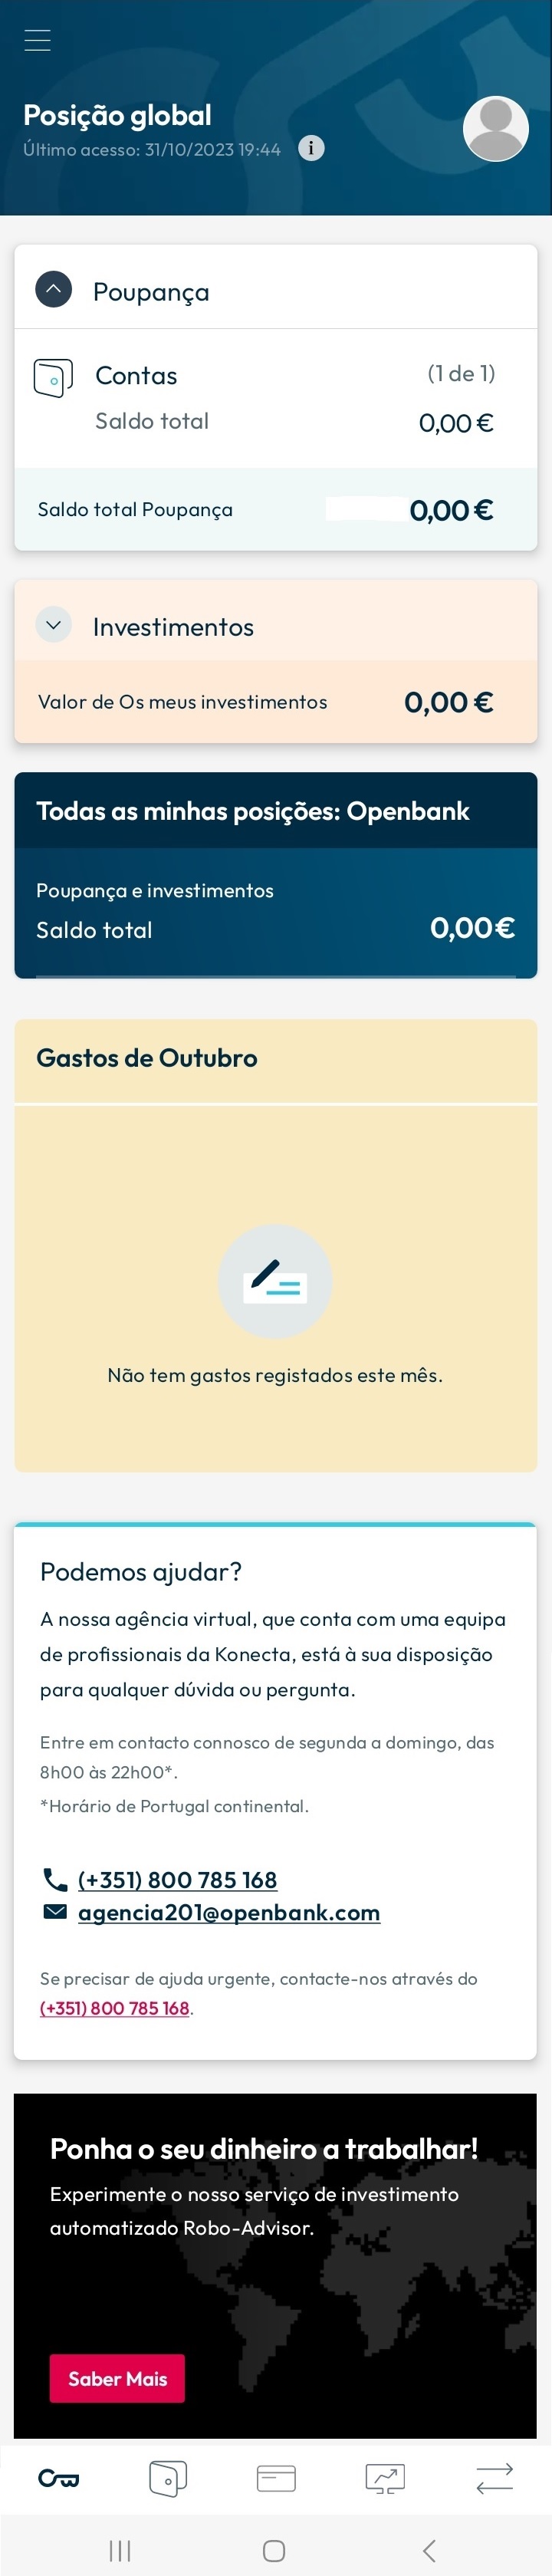 Posição global
Último acesso: 31/10/2023 19:44 i
Poupança
Contas (1 de 1)
Saldo total 0,00 €
Saldo total Poupança 0,00 €
Investimentos
Valor de Os meus investimentos 0,00 €
Todas as minhas posições: Openbank
Poupança e investimentos
Saldo total 0,00€
Gastos de Outubro
Não tem gastos registados este mês.
Podemos ajudar?
A nossa agência virtual, que conta com uma equipa
de profissionais da Konecta, está à sua disposição
para qualquer dúvida ou pergunta.
Entre em contacto connosco de segunda a domingo, das
8h00 às 22h00*.
*Horário de Portugal continental.
(+351) 800 785 168
agencia201@openbank.com
Se precisar de ajuda urgente, contacte-nos através do
(+351) 800 785 168.
Ponha o seu dinheiro a trabalhar!
Experimente o nosso serviço de investimento
automatizado Robo-Advisor.
Saber Mais